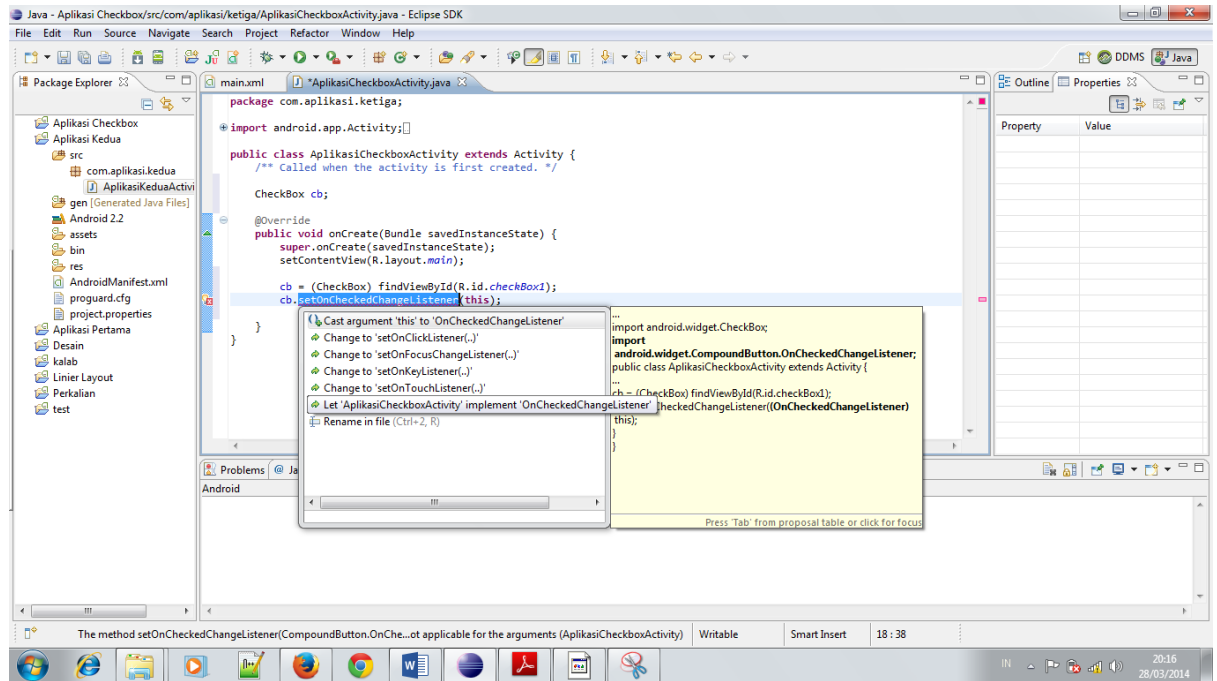 Java - Aplikasi Checkbox/src/com/aplikasi/ketiga/AplikasiCheckboxActivity.java - Eclipse SDK
File Edit Run Source Navigate Search Project Refactor Window Help
DDMS Java
Package Explorer
main.xml *AplikasiCheckboxActivity.java
Outline Properties
Property Value
Aplikasi Checkbox
Aplikasi Kedua
src
com.aplikasi.kedua
AplikasiKeduaActivi
gen [Generated Java Files]
Android 2.2
assets
bin
res
AndroidManifest.xml
proguard.cfg
project.properties
Aplikasi Pertama
Desain
kalab
Linier Layout
Perkalian
test
package com.aplikasi.ketiga;
import android.app.Activity;
public class AplikasiCheckboxActivity extends Activity {
/** Called when the activity is first created. */
CheckBox cb;
@Override
public void onCreate(Bundle savedInstanceState) {
super.onCreate(savedInstanceState);
setContentView(R.layout.main);
cb = (CheckBox) findViewById(R.id.checkBox1);
cb.setOnCheckedChangeListener(this);
}
}
Cast argument 'this' to 'OnCheckedChangeListener'
Change to 'setOnClickListener(..)'
Change to 'setOnFocusChangeListener(..)'
Change to 'setOnKeyListener(..)'
Change to 'setOnTouchListener(..)'
Let 'AplikasiCheckboxActivity' implement 'OnCheckedChangeListener'
Rename in file (Ctrl+2, R)
...
import android.widget.CheckBox;
import
android.widget.CompoundButton.OnCheckedChangeListener;
public class AplikasiCheckboxActivity extends Activity {
...
cb = (CheckBox) findViewById(R.id.checkBox1);
CheckedChangeListener((OnCheckedChangeListener)
this);
}
}
Press 'Tab' from proposal table or click for focus
Problems @ Ja
Android
The method setOnCheckedChangeListener(CompoundButton.OnChe...ot applicable for the arguments (AplikasiCheckboxActivity) Writable Smart Insert 18 : 38
IN 20:16
28/03/2014